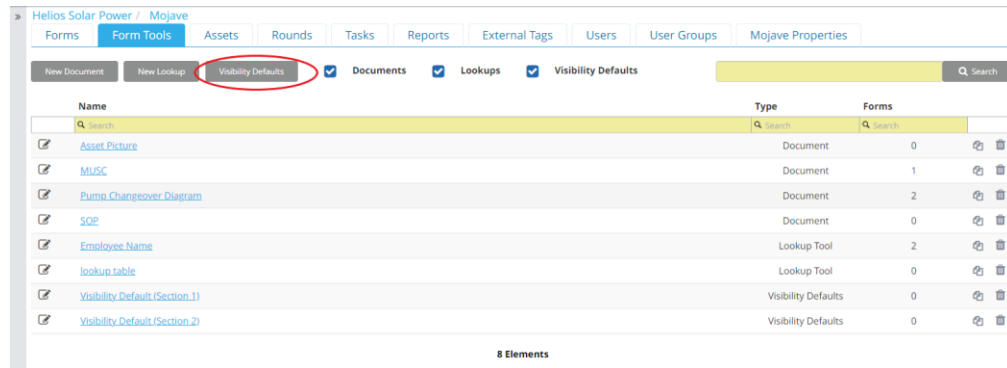 » Helios Solar Power / Mojave
Forms Form Tools Assets Rounds Tasks Reports External Tags Users User Groups Mojave Properties
New Document New Lookup Visibility Defaults Documents Lookups Visibility Defaults Search
Name Type Forms
Search Search Search
Asset Picture Document 0
MUSC Document 1
Pump Changeover Diagram Document 2
SOP Document 0
Employee Name Lookup Tool 2
lookup table Lookup Tool 0
Visibility Default (Section 1) Visibility Defaults 0
Visibility Default (Section 2) Visibility Defaults 0
8 Elements